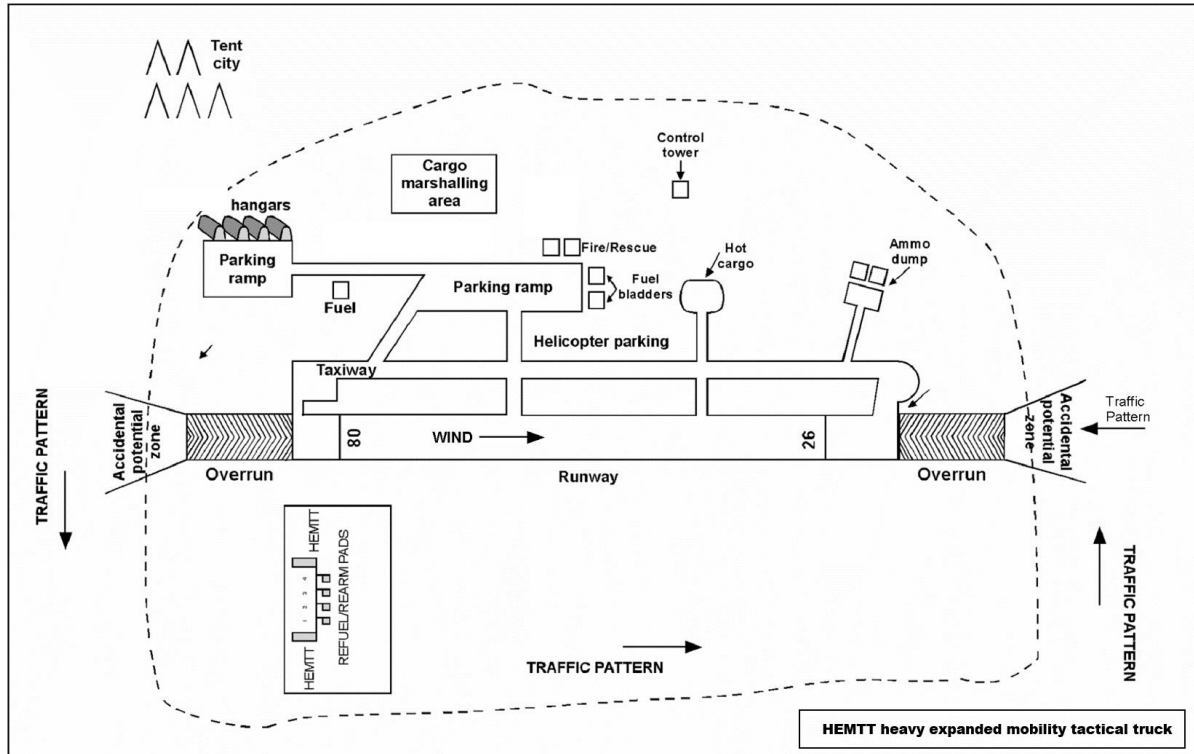 Tent
city
Control
tower
Cargo
marshalling
area
hangars
Fire/Rescue
Hot
cargo
Ammo
dump
Parking
ramp
Parking ramp
Fuel
bladders
Fuel
Helicopter parking
Taxiway
TRAFFIC PATTERN
Accidental
potential
zone
Overrun
80
WIND
26
Runway
Overrun
Accidental
potential
zone
Traffic
Pattern
HEMTT
HEMTT
1 2 3 4
REFUEL/REARM PADS
TRAFFIC PATTERN
TRAFFIC PATTERN
HEMTT heavy expanded mobility tactical truck